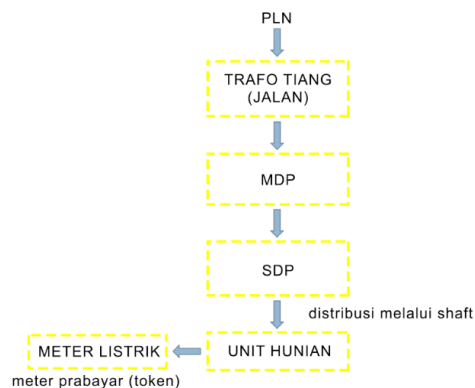 PLN
TRAFO TIANG
(JALAN)
MDP
SDP
distribusi melalui shaft
METER LISTRIK
UNIT HUNIAN
meter prabayar (token)